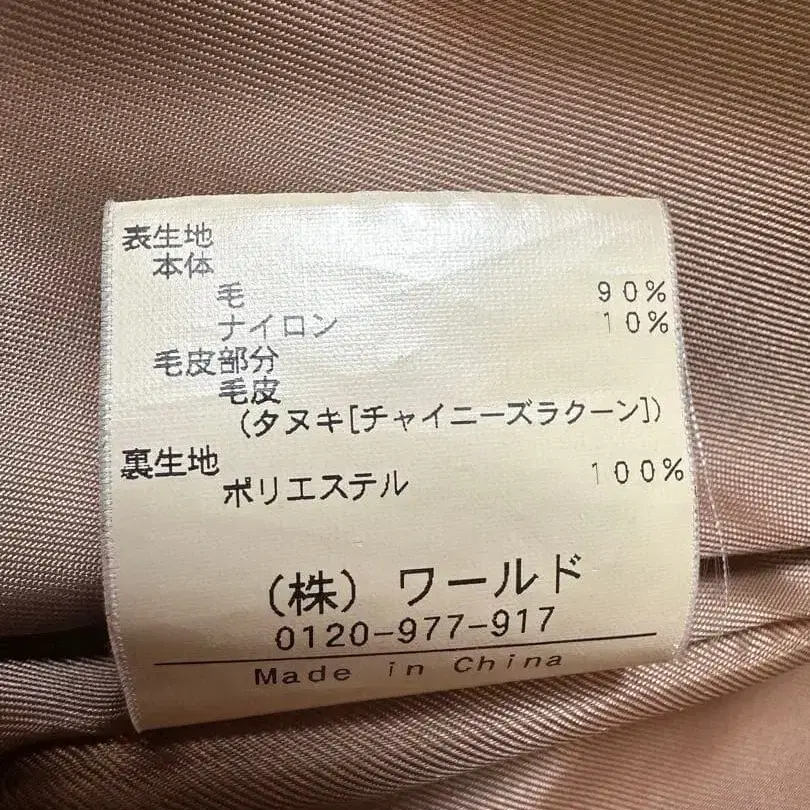 表生地
本体
毛 90%
ナイロン 10%
毛皮部分
毛皮
(タヌキ[チャイニーズラクーン])
裏生地
ポリエステル 100%
(株) ワールド
0120-977-917
Made in China